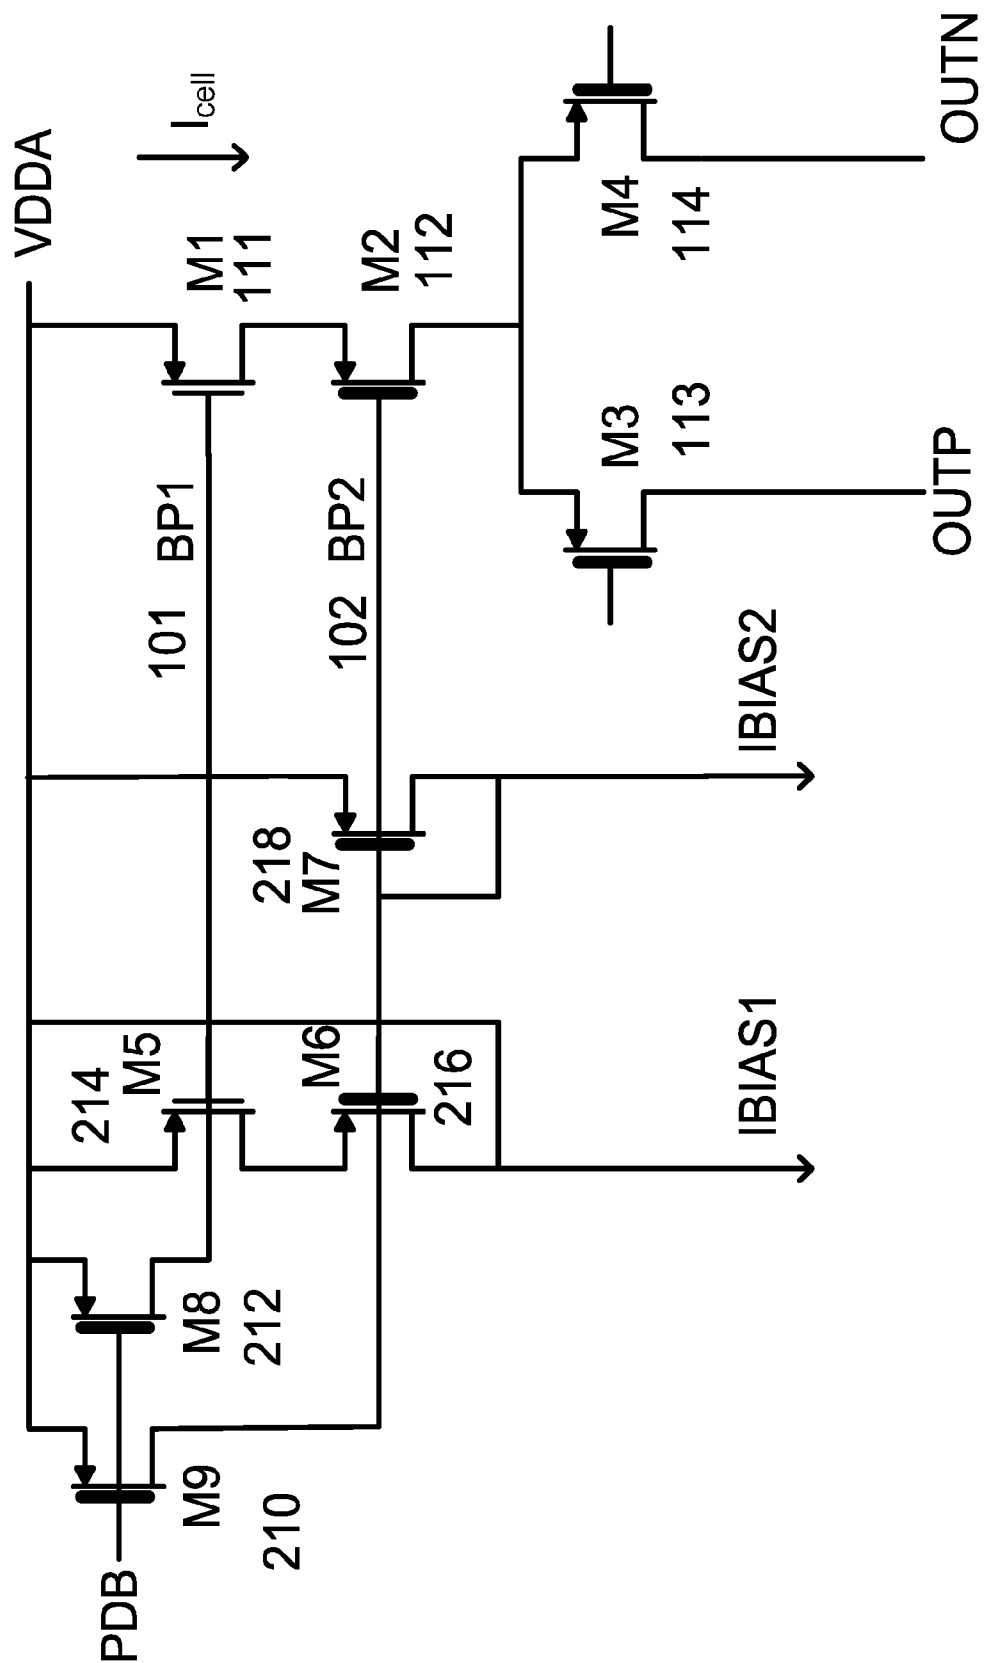 VDDA
I cell
PDB
M9
210
M8
212
214
M5
M6
216
218
M7
101
BP1
102
BP2
M1
111
M2
112
M3
113
M4
114
IBIAS1
IBIAS2
OUTP
OUTN